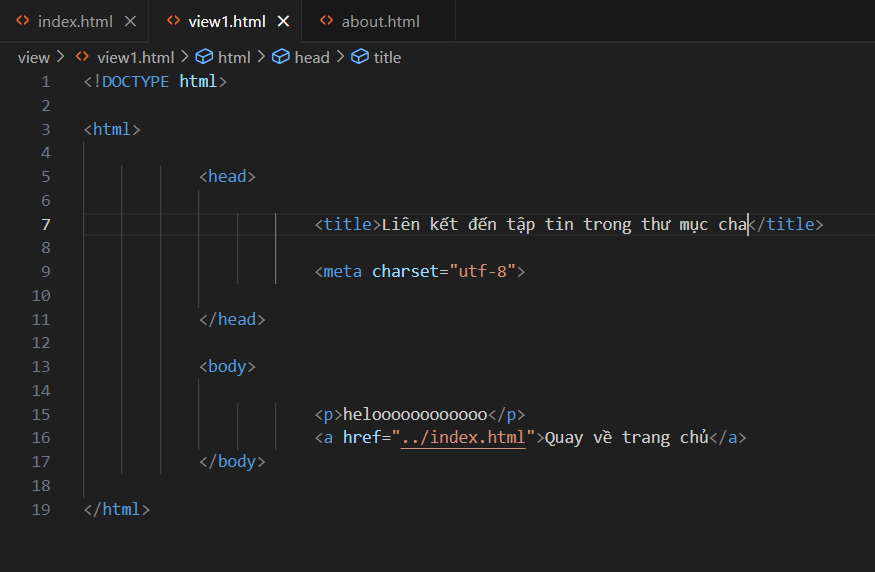 index.html
view1.html
about.html
view > view1.html > html > head > title
1 <!DOCTYPE html>
2
3 <html>
4
5 <head>
6
7 <title>Liên kết đến tập tin trong thư mục cha</title>
8
9 <meta charset="utf-8">
10
11 </head>
12
13 <body>
14
15 <p>heloooooooooooo</p>
16 <a href="../index.html">Quay về trang chủ</a>
17 </body>
18
19 </html>